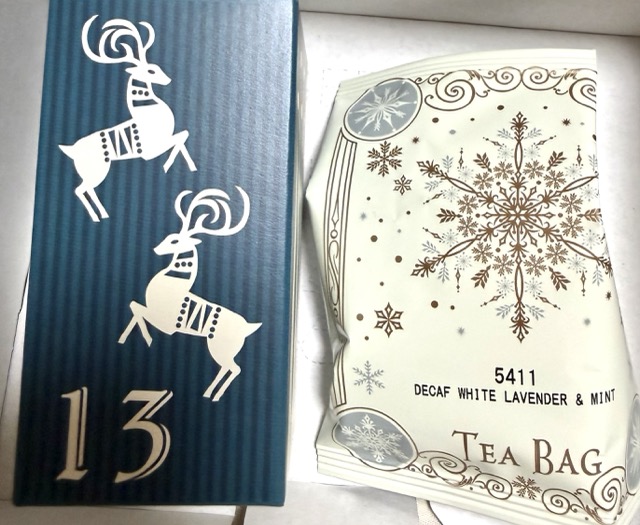 13
5411
DECAF WHITE LAVENDER & MINT
TEA BAG